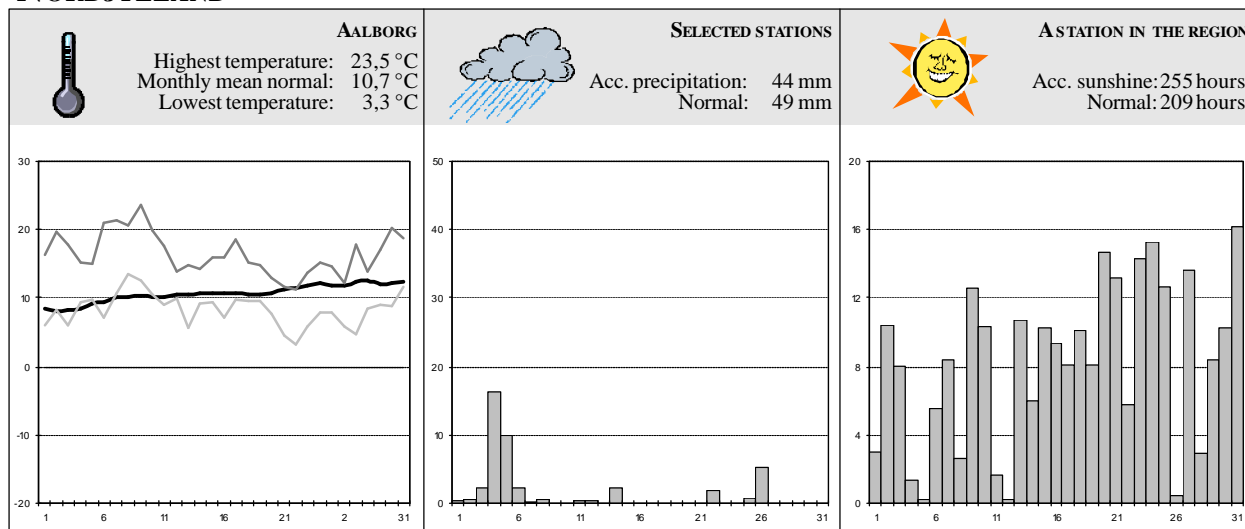 AALBORG
Highest temperature: 23,5 °C
Monthly mean normal: 10,7 °C
Lowest temperature: 3,3 °C
SELECTED STATIONS
Acc. precipitation: 44 mm
Normal: 49 mm
A STATION IN THE REGION
Acc. sunshine: 255 hours
Normal: 209 hours
30
20
10
0
-10
-20
1 6 11 16 21 2 31
50
40
30
20
10
0
1 6 11 16 21 26 31
20
16
12
8
4
0
1 6 11 16 21 26 31